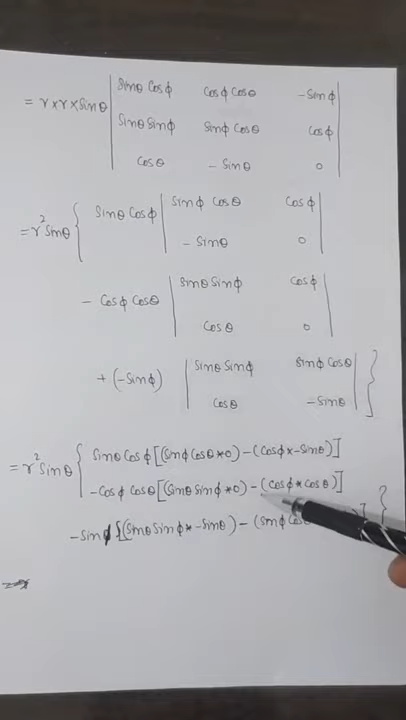 = r×r×Sinθ | Sinθ Cosϕ   Cosϕ Cosθ   -Sinϕ |
| Sinθ Sinϕ   Sinϕ Cosθ   Cosϕ |
| Cosθ   - Sinθ   0 |
= r² Sinθ { Sinθ Cosϕ | Sinϕ Cosθ   Cosϕ |
| - Sinθ   0 |
- Cosϕ Cosθ | Sinθ Sinϕ   Cosϕ |
| Cosθ   0 |
+ (-Sinϕ) | Sinθ Sinϕ   Sinϕ Cosθ |
| Cosθ   -Sinθ | }
= r² Sinθ { Sinθ Cosϕ [(Sinϕ Cosθ * 0) - (Cosϕ × -Sinθ)]
-Cosϕ Cosθ [(Sinθ Sinϕ * 0) - (Cosϕ * Cosθ)]
-Sinϕ {(Sinθ Sinϕ * -Sinθ) - (Sinϕ ] }